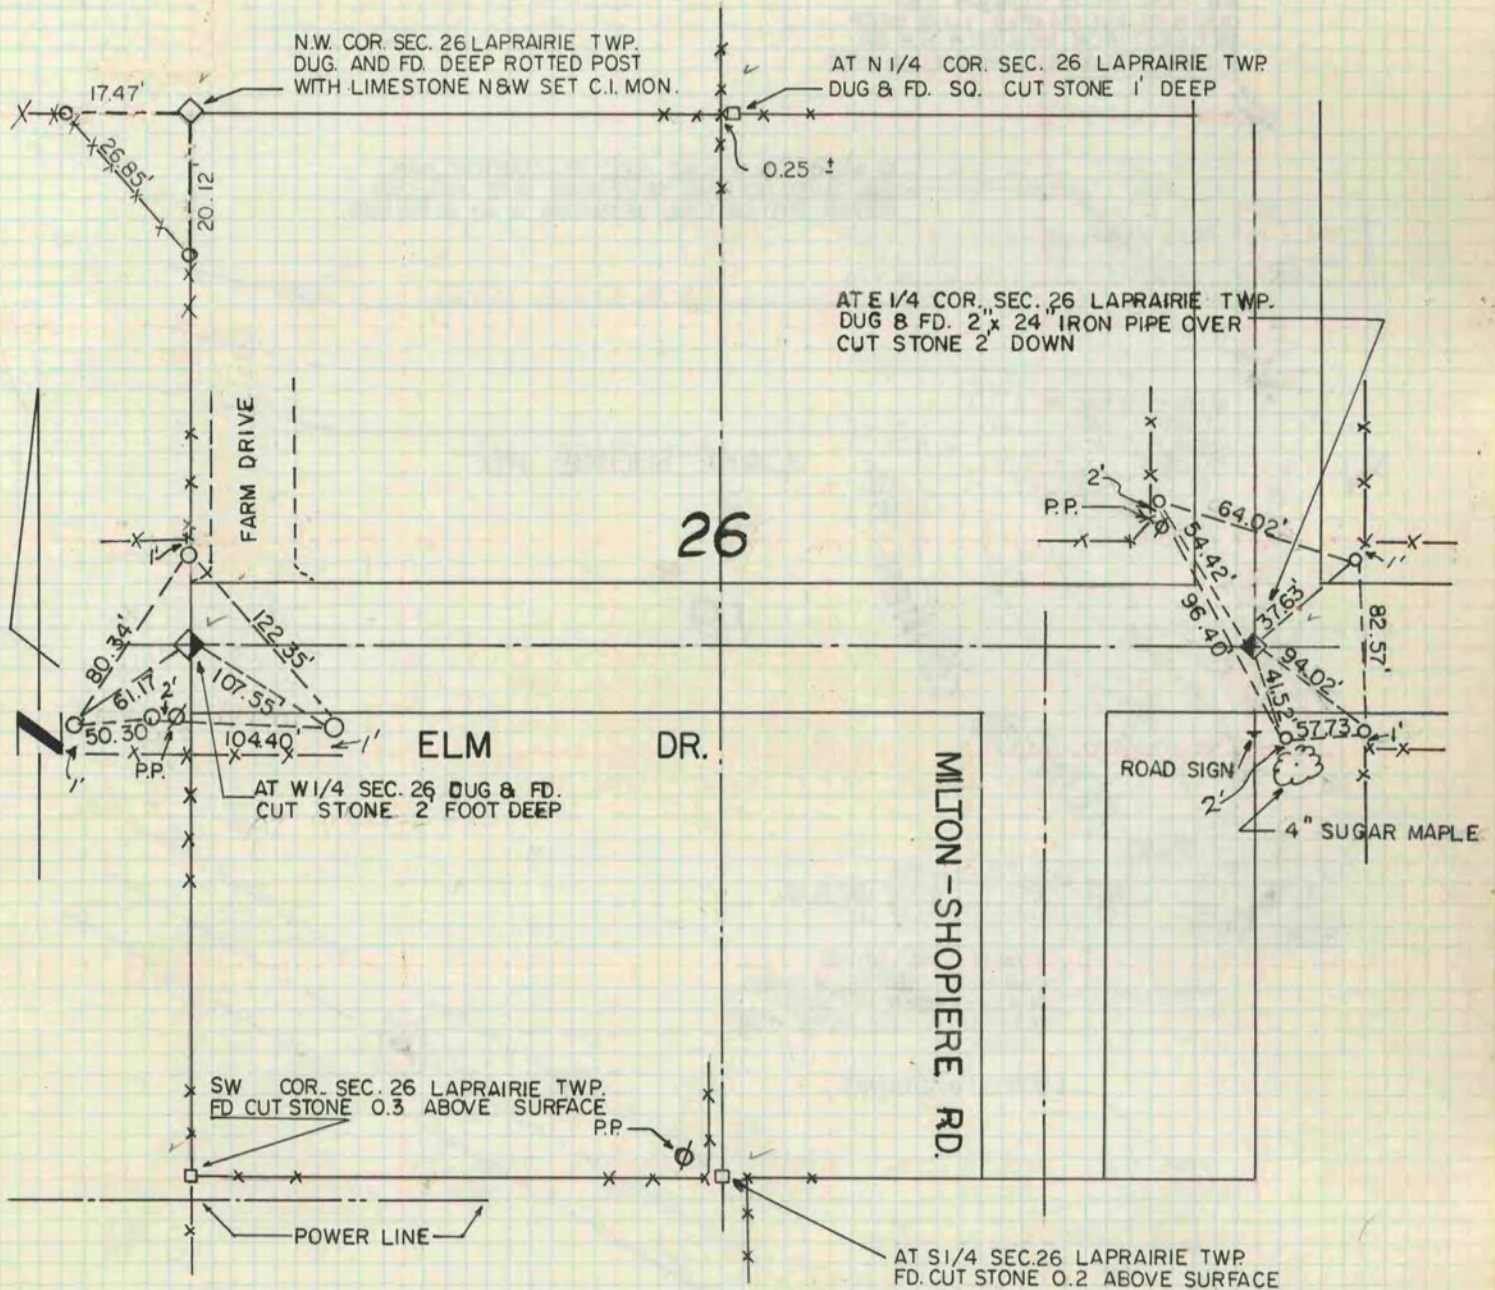 N.W. COR. SEC. 26 LAPRAIRIE TWP.
DUG. AND FD. DEEP ROTTED POST
WITH LIMESTONE N&W SET C.I. MON.
AT N 1/4 COR. SEC. 26 LAPRAIRIE TWP.
DUG & FD. SQ. CUT STONE 1' DEEP
17.47'
26.85'
20.12'
0.25 ±
AT E 1/4 COR. SEC. 26 LAPRAIRIE TWP.
DUG & FD. 2" x 24" IRON PIPE OVER
CUT STONE 2' DOWN
FARM DRIVE
26
2'
P.P.
64.02'
54.42'
96.40'
1'
37.63'
82.57'
94.02'
41.52'
57.73'
1'
1'
80.34'
122.35'
61.17'
2'
107.55'
50.30'
104.40'
1'
1'
P.P.
N
ELM DR.
AT W 1/4 SEC. 26 DUG & FD.
CUT STONE 2' FOOT DEEP
MILTON-SHOPIERE RD.
ROAD SIGN
2'
4" SUGAR MAPLE
SW COR. SEC. 26 LAPRAIRIE TWP.
FD CUT STONE 0.3 ABOVE SURFACE
P.P.
POWER LINE
AT S1/4 SEC.26 LAPRAIRIE TWP.
FD. CUT STONE 0.2 ABOVE SURFACE